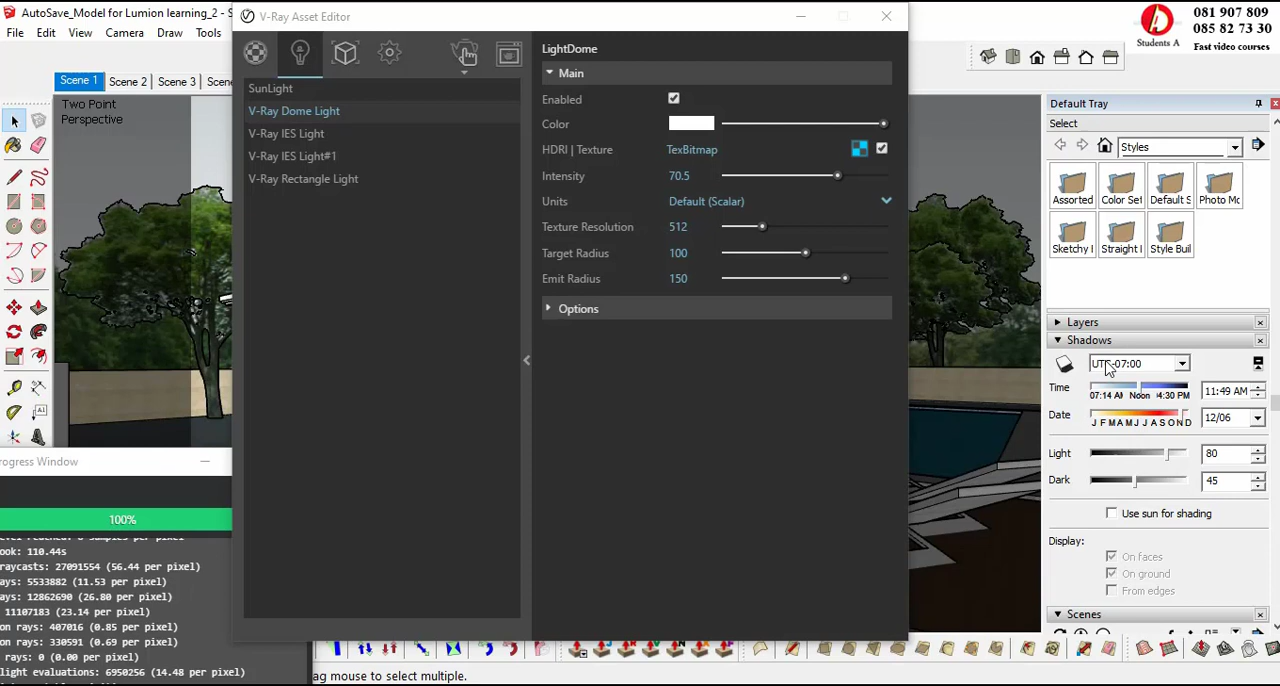 AutoSave_Model for Lumion learning_2 - S
File Edit View Camera Draw Tools
Scene 1 Scene 2 Scene 3 Scene
Two Point
Perspective
V-Ray Asset Editor
SunLight
V-Ray Dome Light
V-Ray IES Light
V-Ray IES Light#1
V-Ray Rectangle Light
LightDome
Main
Enabled
Color
HDRI | Texture TexBitmap
Intensity 70.5
Units Default (Scalar)
Texture Resolution 512
Target Radius 100
Emit Radius 150
Options
Students A
081 907 809
085 82 73 30
Fast video courses
Default Tray
Select
Styles
Assorted Color Set Default S Photo Mo
Sketchy I Straight I Style Buil
Layers
Shadows
UTC-07:00
Time 07:14 AM Noon 04:30 PM 11:49 AM
Date J F M A M J J A S O N D 12/06
Light 80
Dark 45
Use sun for shading
Display:
On faces
On ground
From edges
Scenes
rogress Window
100%
ook: 110.44s
raycasts: 27091554 (56.44 per pixel)
ays: 5533882 (11.53 per pixel)
ays: 12862690 (26.80 per pixel)
11107183 (23.14 per pixel)
on rays: 407016 (0.85 per pixel)
on rays: 330591 (0.69 per pixel)
rays: 0 (0.00 per pixel)
light evaluations: 6950256 (14.48 per pixel)
ag mouse to select multiple.